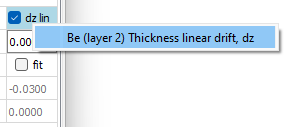 dz lin
0.00
Be (layer 2) Thickness linear drift, dz
fit
-0.0300
0.0000